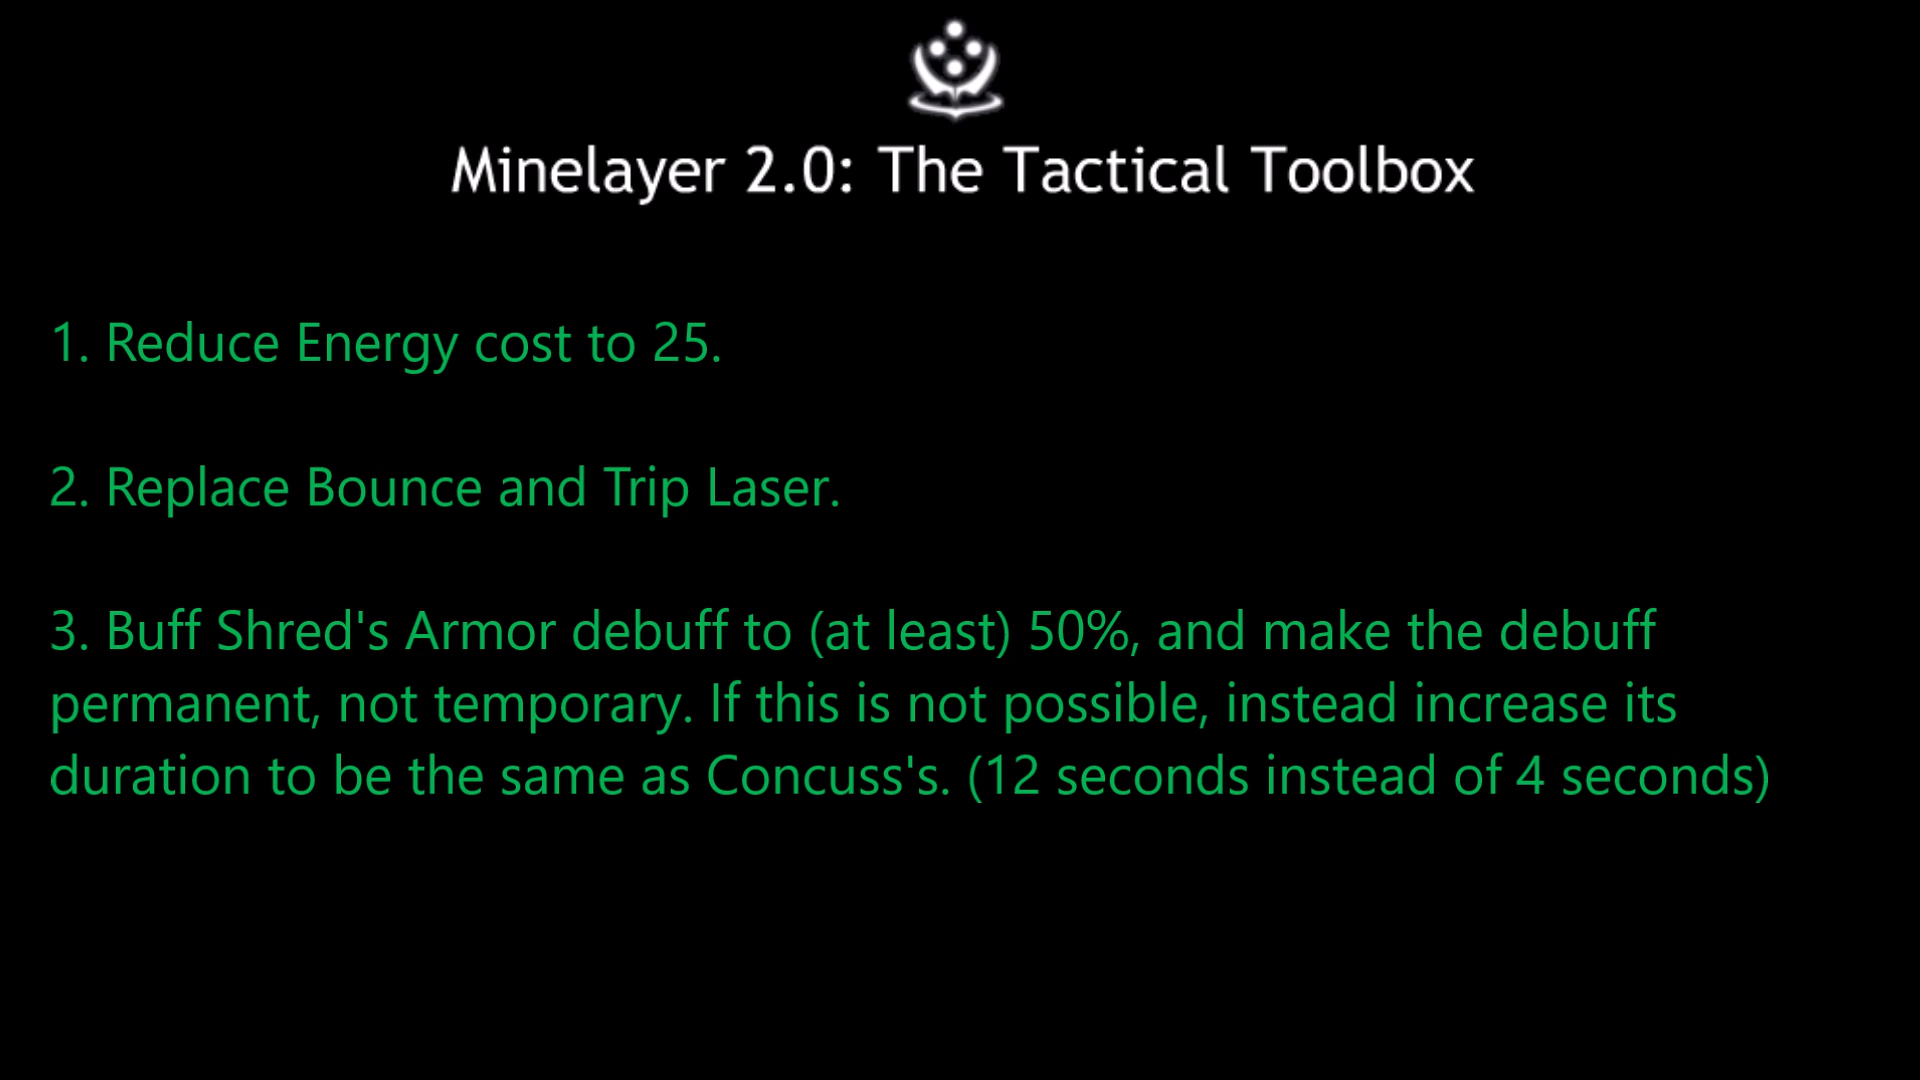 Minelayer 2.0: The Tactical Toolbox
1. Reduce Energy cost to 25.
2. Replace Bounce and Trip Laser.
3. Buff Shred's Armor debuff to (at least) 50%, and make the debuff
permanent, not temporary. If this is not possible, instead increase its
duration to be the same as Concuss's. (12 seconds instead of 4 seconds)